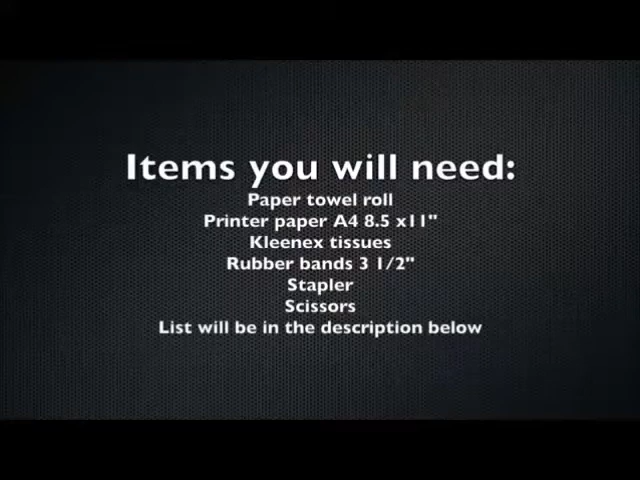 Items you will need:
Paper towel roll
Printer paper A4 8.5 x11"
Kleenex tissues
Rubber bands 3 1/2"
Stapler
Scissors
List will be in the description below